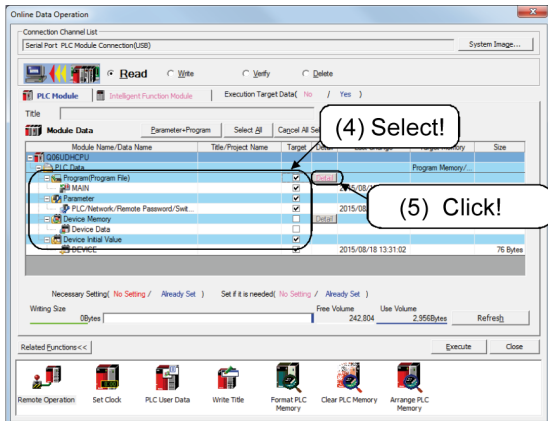 Online Data Operation
Connection Channel List
Serial Port PLC Module Connection(USB)
System Image...
Read Write Verify Delete
PLC Module Intelligent Function Module Execution Target Data( No / Yes )
Title
Module Data Parameter+Program Select All Cancel All Sel
(4) Select!
Module Name/Data Name Title/Project Name Target Memory Size
Q06UDHCPU
PLC Data Program Memory/...
Program(Program File) Detail
MAIN 2015/08/1
Parameter
PLC/Network/Remote Password/Swit... 2015/08
(5) Click!
Device Memory Detail
Device Data
Device Initial Value
DEVICE 2015/08/18 13:31:02 76 Bytes
Necessary Setting( No Setting / Already Set ) Set if it is needed( No Setting / Already Set )
Writing Size Free Volume Use Volume
0Bytes 242,804 2,956Bytes Refresh
Related Functions<< Execute Close
Remote Operation Set Clock PLC User Data Write Title Format PLC Memory Clear PLC Memory Arrange PLC Memory